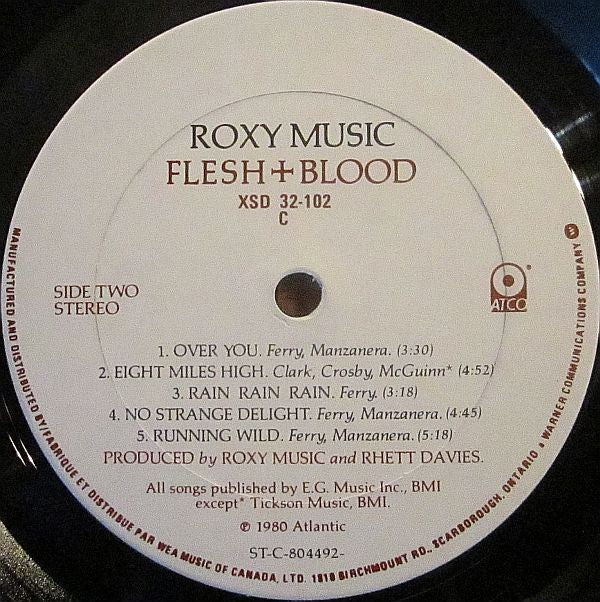 ROXY MUSIC
FLESH+BLOOD
XSD 32-102
C
SIDE TWO
STEREO
ATCO
1. OVER YOU. Ferry, Manzanera. (3:30)
2. EIGHT MILES HIGH. Clark, Crosby, McGuinn* (4:52)
3. RAIN RAIN RAIN. Ferry. (3:18)
4. NO STRANGE DELIGHT. Ferry, Manzanera. (4:45)
5. RUNNING WILD. Ferry, Manzanera. (5:18)
PRODUCED by ROXY MUSIC and RHETT DAVIES.
All songs published by E.G. Music Inc., BMI
except* Tickson Music, BMI.
℗ 1980 Atlantic
ST-C-804492-
MANUFACTURED AND DISTRIBUTED BY/FABRIQUE ET DISTRIBUE PAR WEA MUSIC OF CANADA, LTD. 1810 BIRCHMOUNT RD., SCARBOROUGH, ONTARIO • WARNER COMMUNICATIONS COMPANY